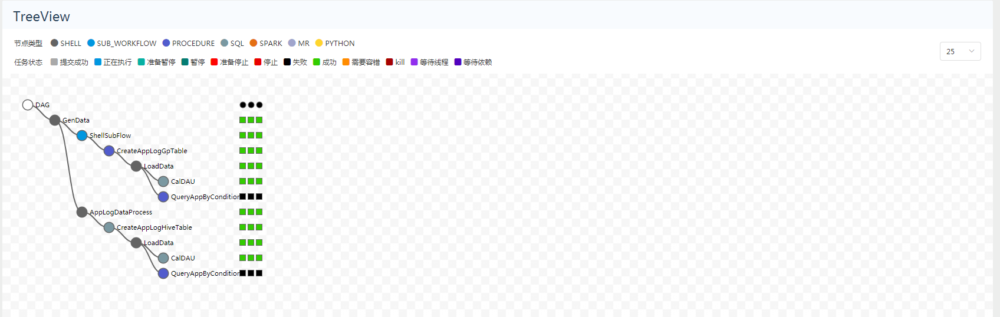 TreeView
节点类型 SHELL SUB_WORKFLOW PROCEDURE SQL SPARK MR PYTHON
25
任务状态 提交成功 正在执行 准备暂停 暂停 准备停止 停止 失败 成功 需要容错 kill 等待线程 等待依赖
DAG
GenData
ShellSubFlow
CreateAppLogGpTable
LoadData
CalDAU
QueryAppByCondition
AppLogDataProcess
CreateAppLogHiveTable
LoadData
CalDAU
QueryAppByCondition